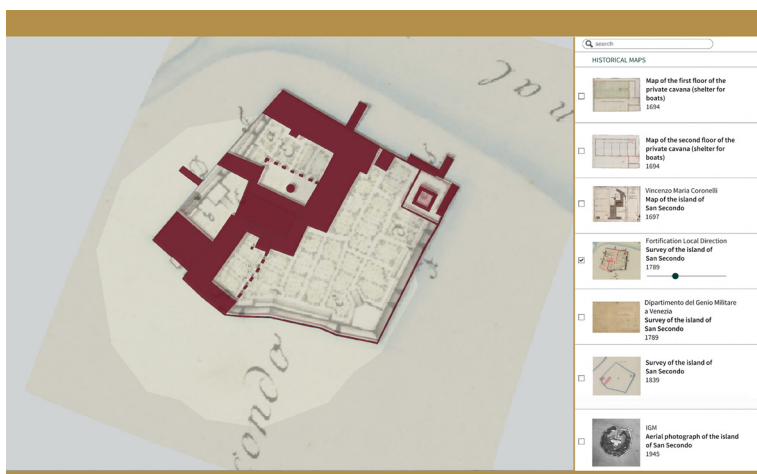 search
HISTORICAL MAPS
Map of the first floor of the
private cavana (shelter for
boats)
1694
Map of the second floor of the
private cavana (shelter for
boats)
1694
Vincenzo Maria Coronelli
Map of the island of
San Secondo
1697
Fortification Local Direction
Survey of the island of
San Secondo
1789
Dipartimento del Genio Militare
a Venezia
Survey of the island of
San Secondo
1789
Survey of the island of
San Secondo
1839
IGM
Aerial photograph of the island
of San Secondo
1945
nal
condo